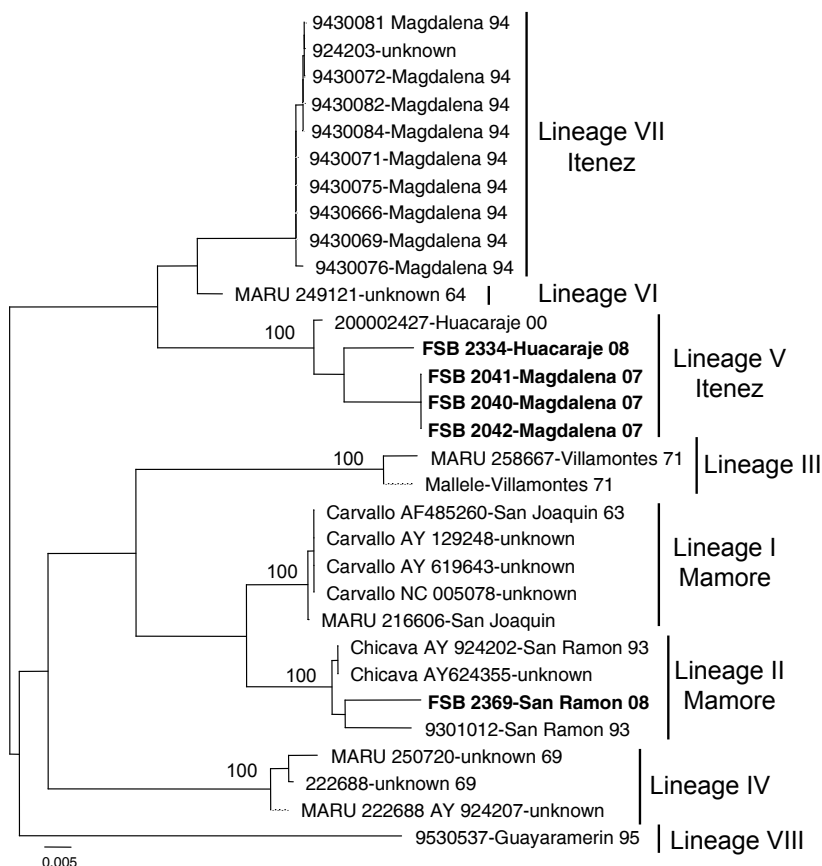 9430081 Magdalena 94
924203-unknown
9430072-Magdalena 94
9430082-Magdalena 94
9430084-Magdalena 94
9430071-Magdalena 94
9430075-Magdalena 94
9430666-Magdalena 94
9430069-Magdalena 94
9430076-Magdalena 94
Lineage VII
Itenez
MARU 249121-unknown 64
Lineage VI
200002427-Huacaraje 00
100
FSB 2334-Huacaraje 08
FSB 2041-Magdalena 07
FSB 2040-Magdalena 07
FSB 2042-Magdalena 07
Lineage V
Itenez
100
MARU 258667-Villamontes 71
Mallele-Villamontes 71
Lineage III
Carvallo AF485260-San Joaquin 63
Carvallo AY 129248-unknown
Carvallo AY 619643-unknown
100
Carvallo NC 005078-unknown
MARU 216606-San Joaquin
Lineage I
Mamore
Chicava AY 924202-San Ramon 93
Chicava AY624355-unknown
100
FSB 2369-San Ramon 08
9301012-San Ramon 93
Lineage II
Mamore
MARU 250720-unknown 69
100
222688-unknown 69
MARU 222688 AY 924207-unknown
Lineage IV
9530537-Guayaramerin 95
Lineage VIII
0.005